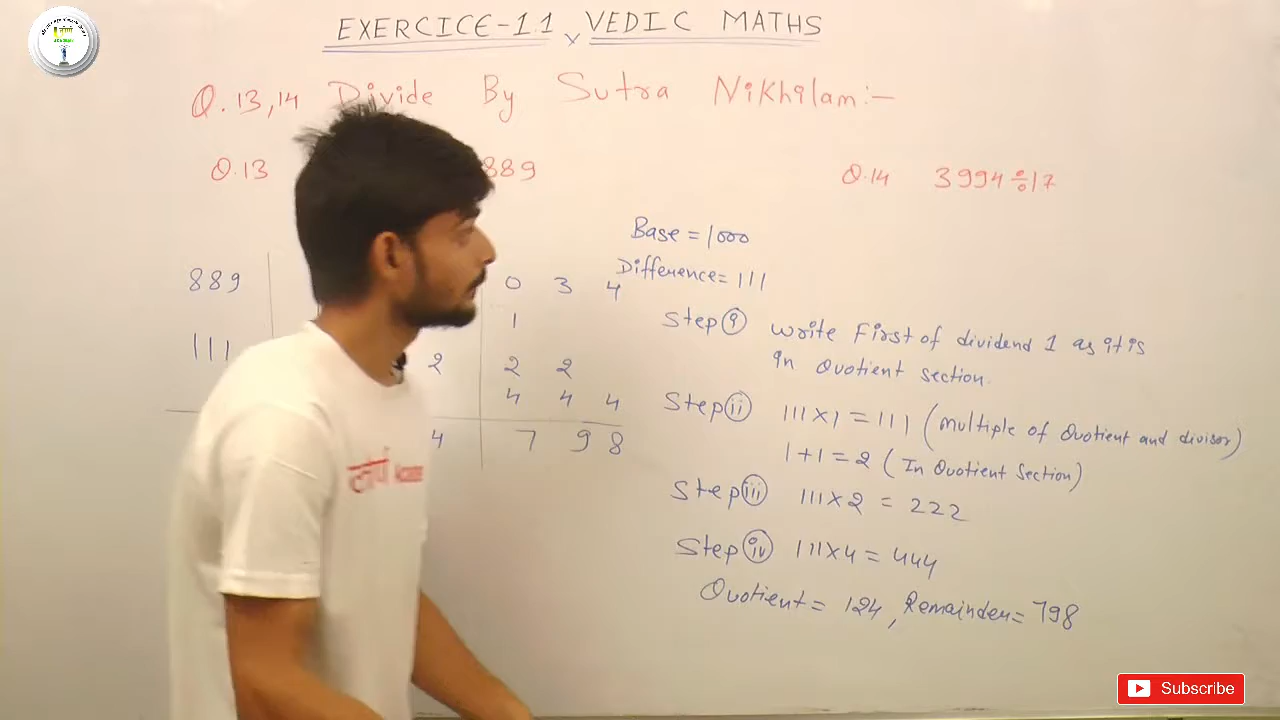 EXERCICE-1.1 VEDIC MATHS
Q.13,14 Divide By Sutra Nikhilam:-
Q.13 889
Q.14 3994÷17
Base = 1000
Difference = 111
889 0 3 4
1
111 2 2 2
4 4 4
4 7 9 8
Step (i) Write First of dividend 1 as it is
in Quotient section.
Step (ii) 111×1 = 111 (Multiple of Quotient and divisor)
1+1 = 2 (In Quotient Section)
Step (iii) 111×2 = 222
Step (iv) 111×4 = 444
Quotient = 124, Remainder = 798
Subscribe